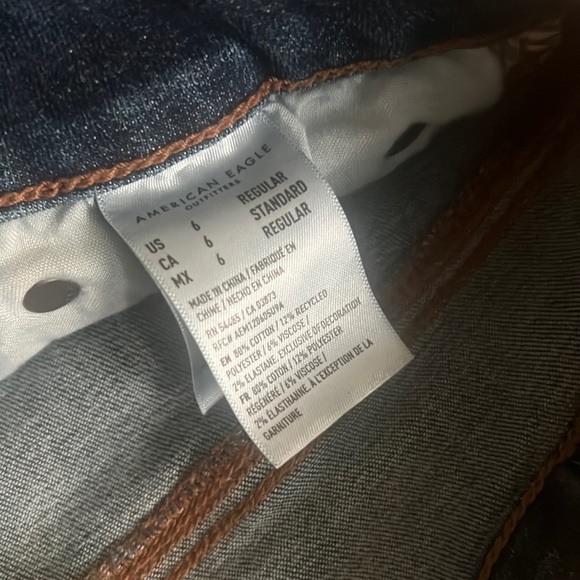 AMERICAN EAGLE
OUTFITTERS
US 6 REGULAR
CA 6 STANDARD
MX 6 REGULAR
MADE IN CHINA / FABRIQUÉ EN
CHINE / HECHO EN CHINA
RN 54485 / CA 03873
RFC# AEM120405U9A
EN 80% COTTON / 12% RECYCLED
POLYESTER / 6% VISCOSE /
2% ELASTANE EXCLUSIVE OF DECORATION
FR 80% COTON / 12% POLYESTER
RÉGÉNÉRÉ / 6% VISCOSE /
2% ÉLASTHANNE À L'EXCEPTION DE LA
GARNITURE